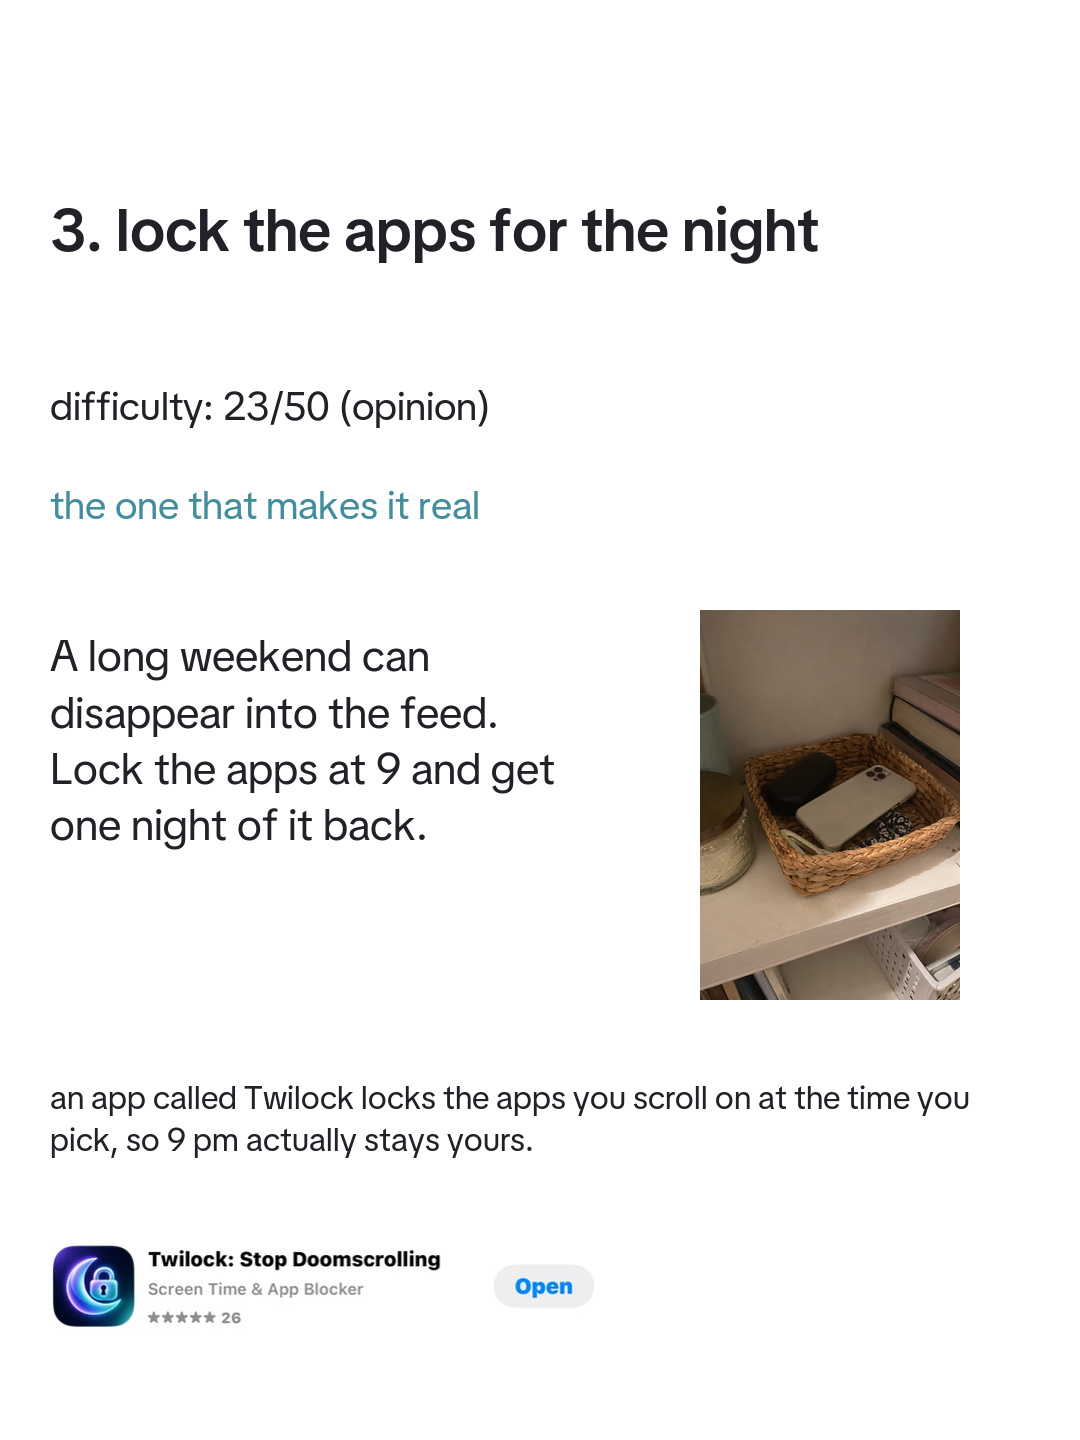 3. lock the apps for the night
difficulty: 23/50 (opinion)
the one that makes it real
A long weekend can
disappear into the feed.
Lock the apps at 9 and get
one night of it back.
an app called Twilock locks the apps you scroll on at the time you
pick, so 9 pm actually stays yours.
Twilock: Stop Doomscrolling
Screen Time & App Blocker
★★★★★ 26
Open